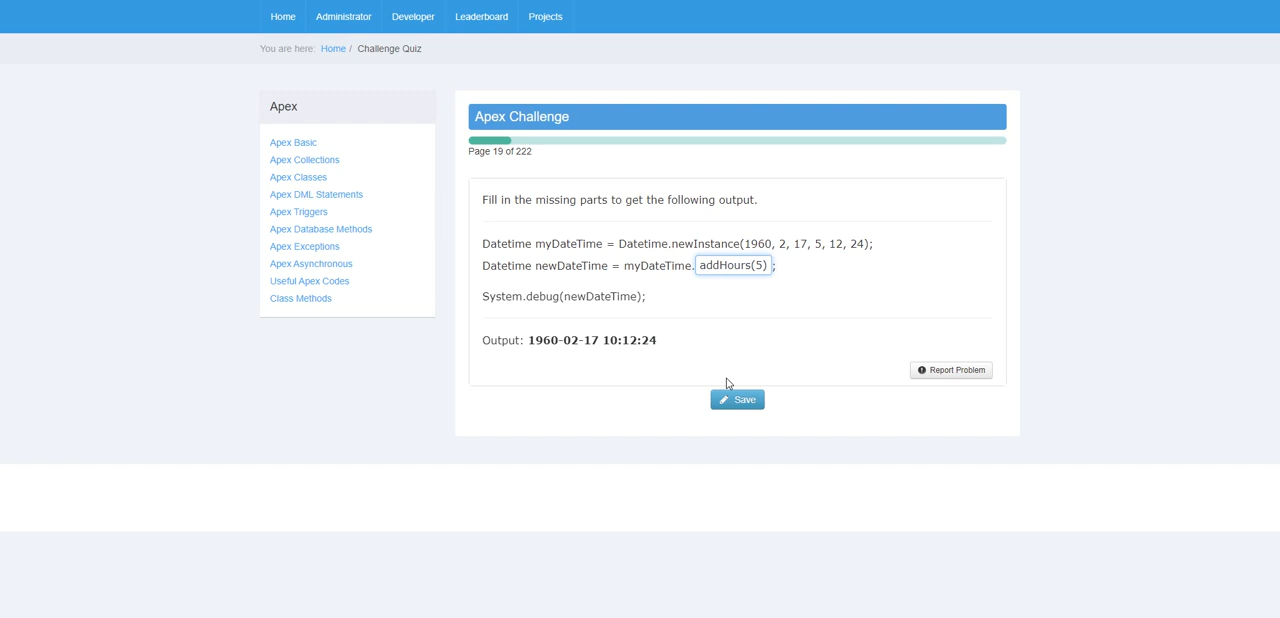 Home Administrator Developer Leaderboard Projects
You are here: Home / Challenge Quiz
Apex
Apex Basic
Apex Collections
Apex Classes
Apex DML Statements
Apex Triggers
Apex Database Methods
Apex Exceptions
Apex Asynchronous
Useful Apex Codes
Class Methods
Apex Challenge
Page 19 of 222
Fill in the missing parts to get the following output.
Datetime myDateTime = Datetime.newInstance(1960, 2, 17, 5, 12, 24);
Datetime newDateTime = myDateTime.addHours(5);
System.debug(newDateTime);
Output: 1960-02-17 10:12:24
Report Problem
Save